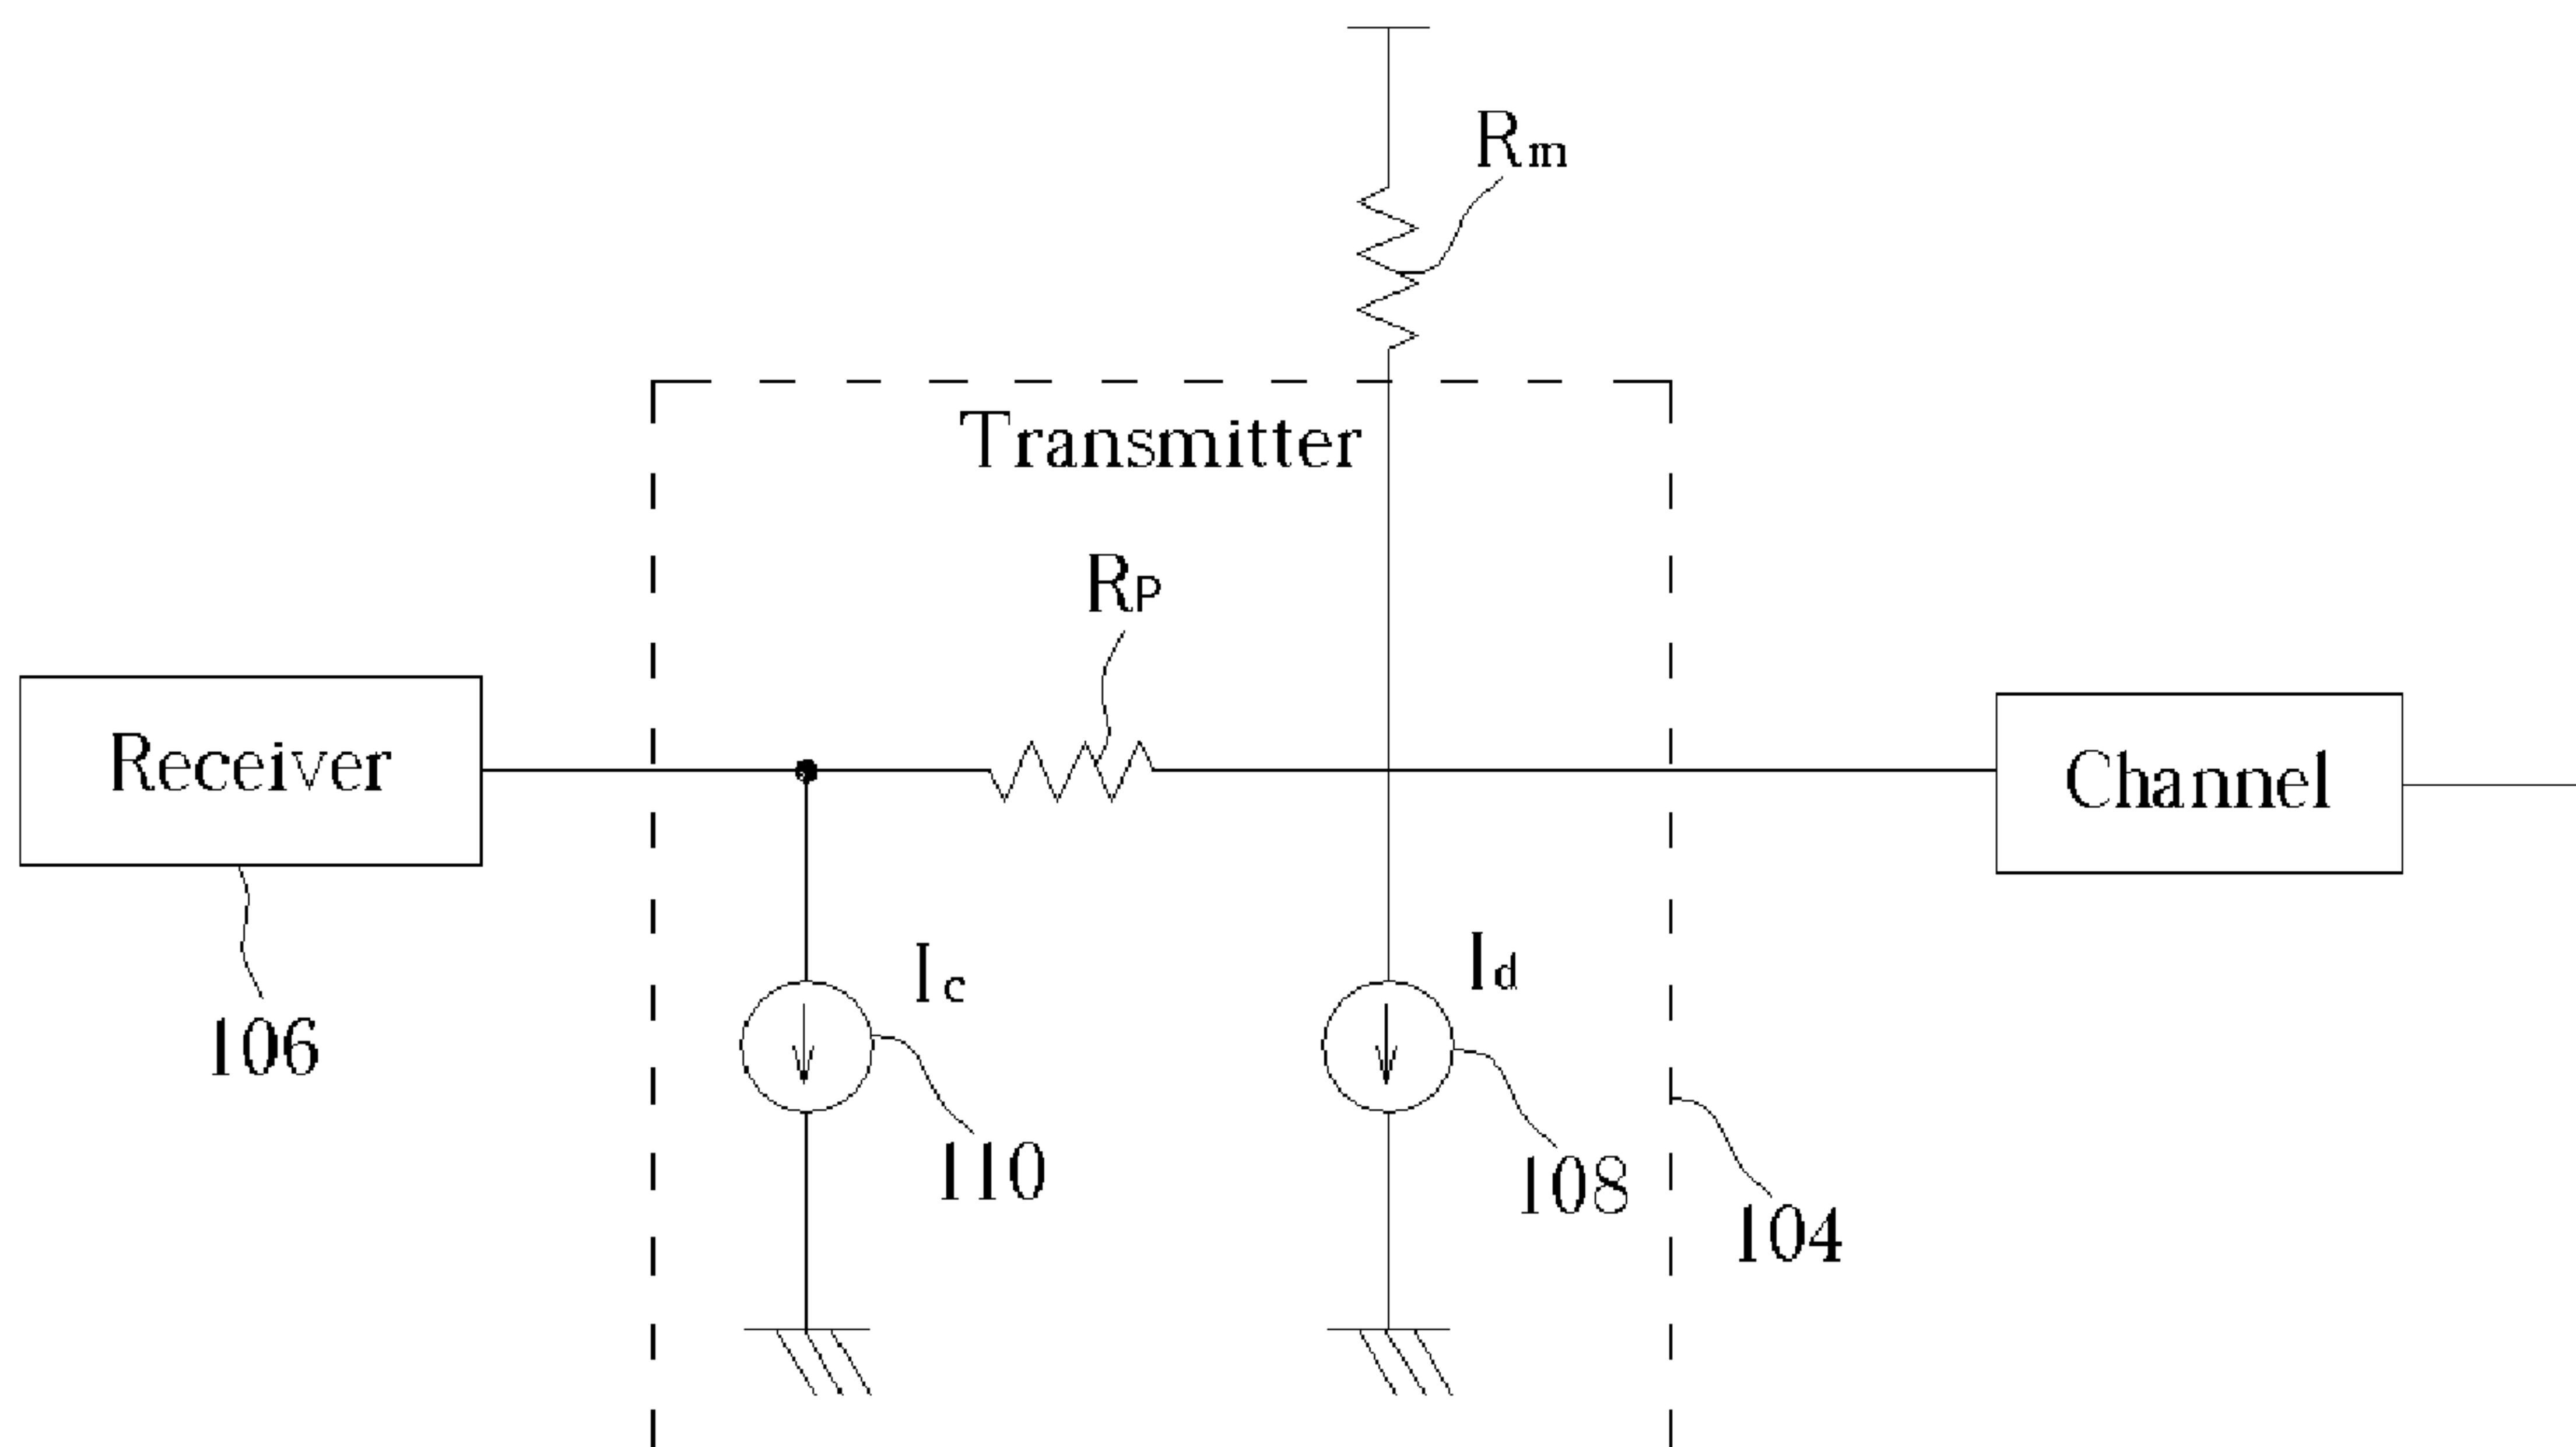 Rm
Transmitter
RP
Receiver
Channel
Ic
Id
106
110
108
104